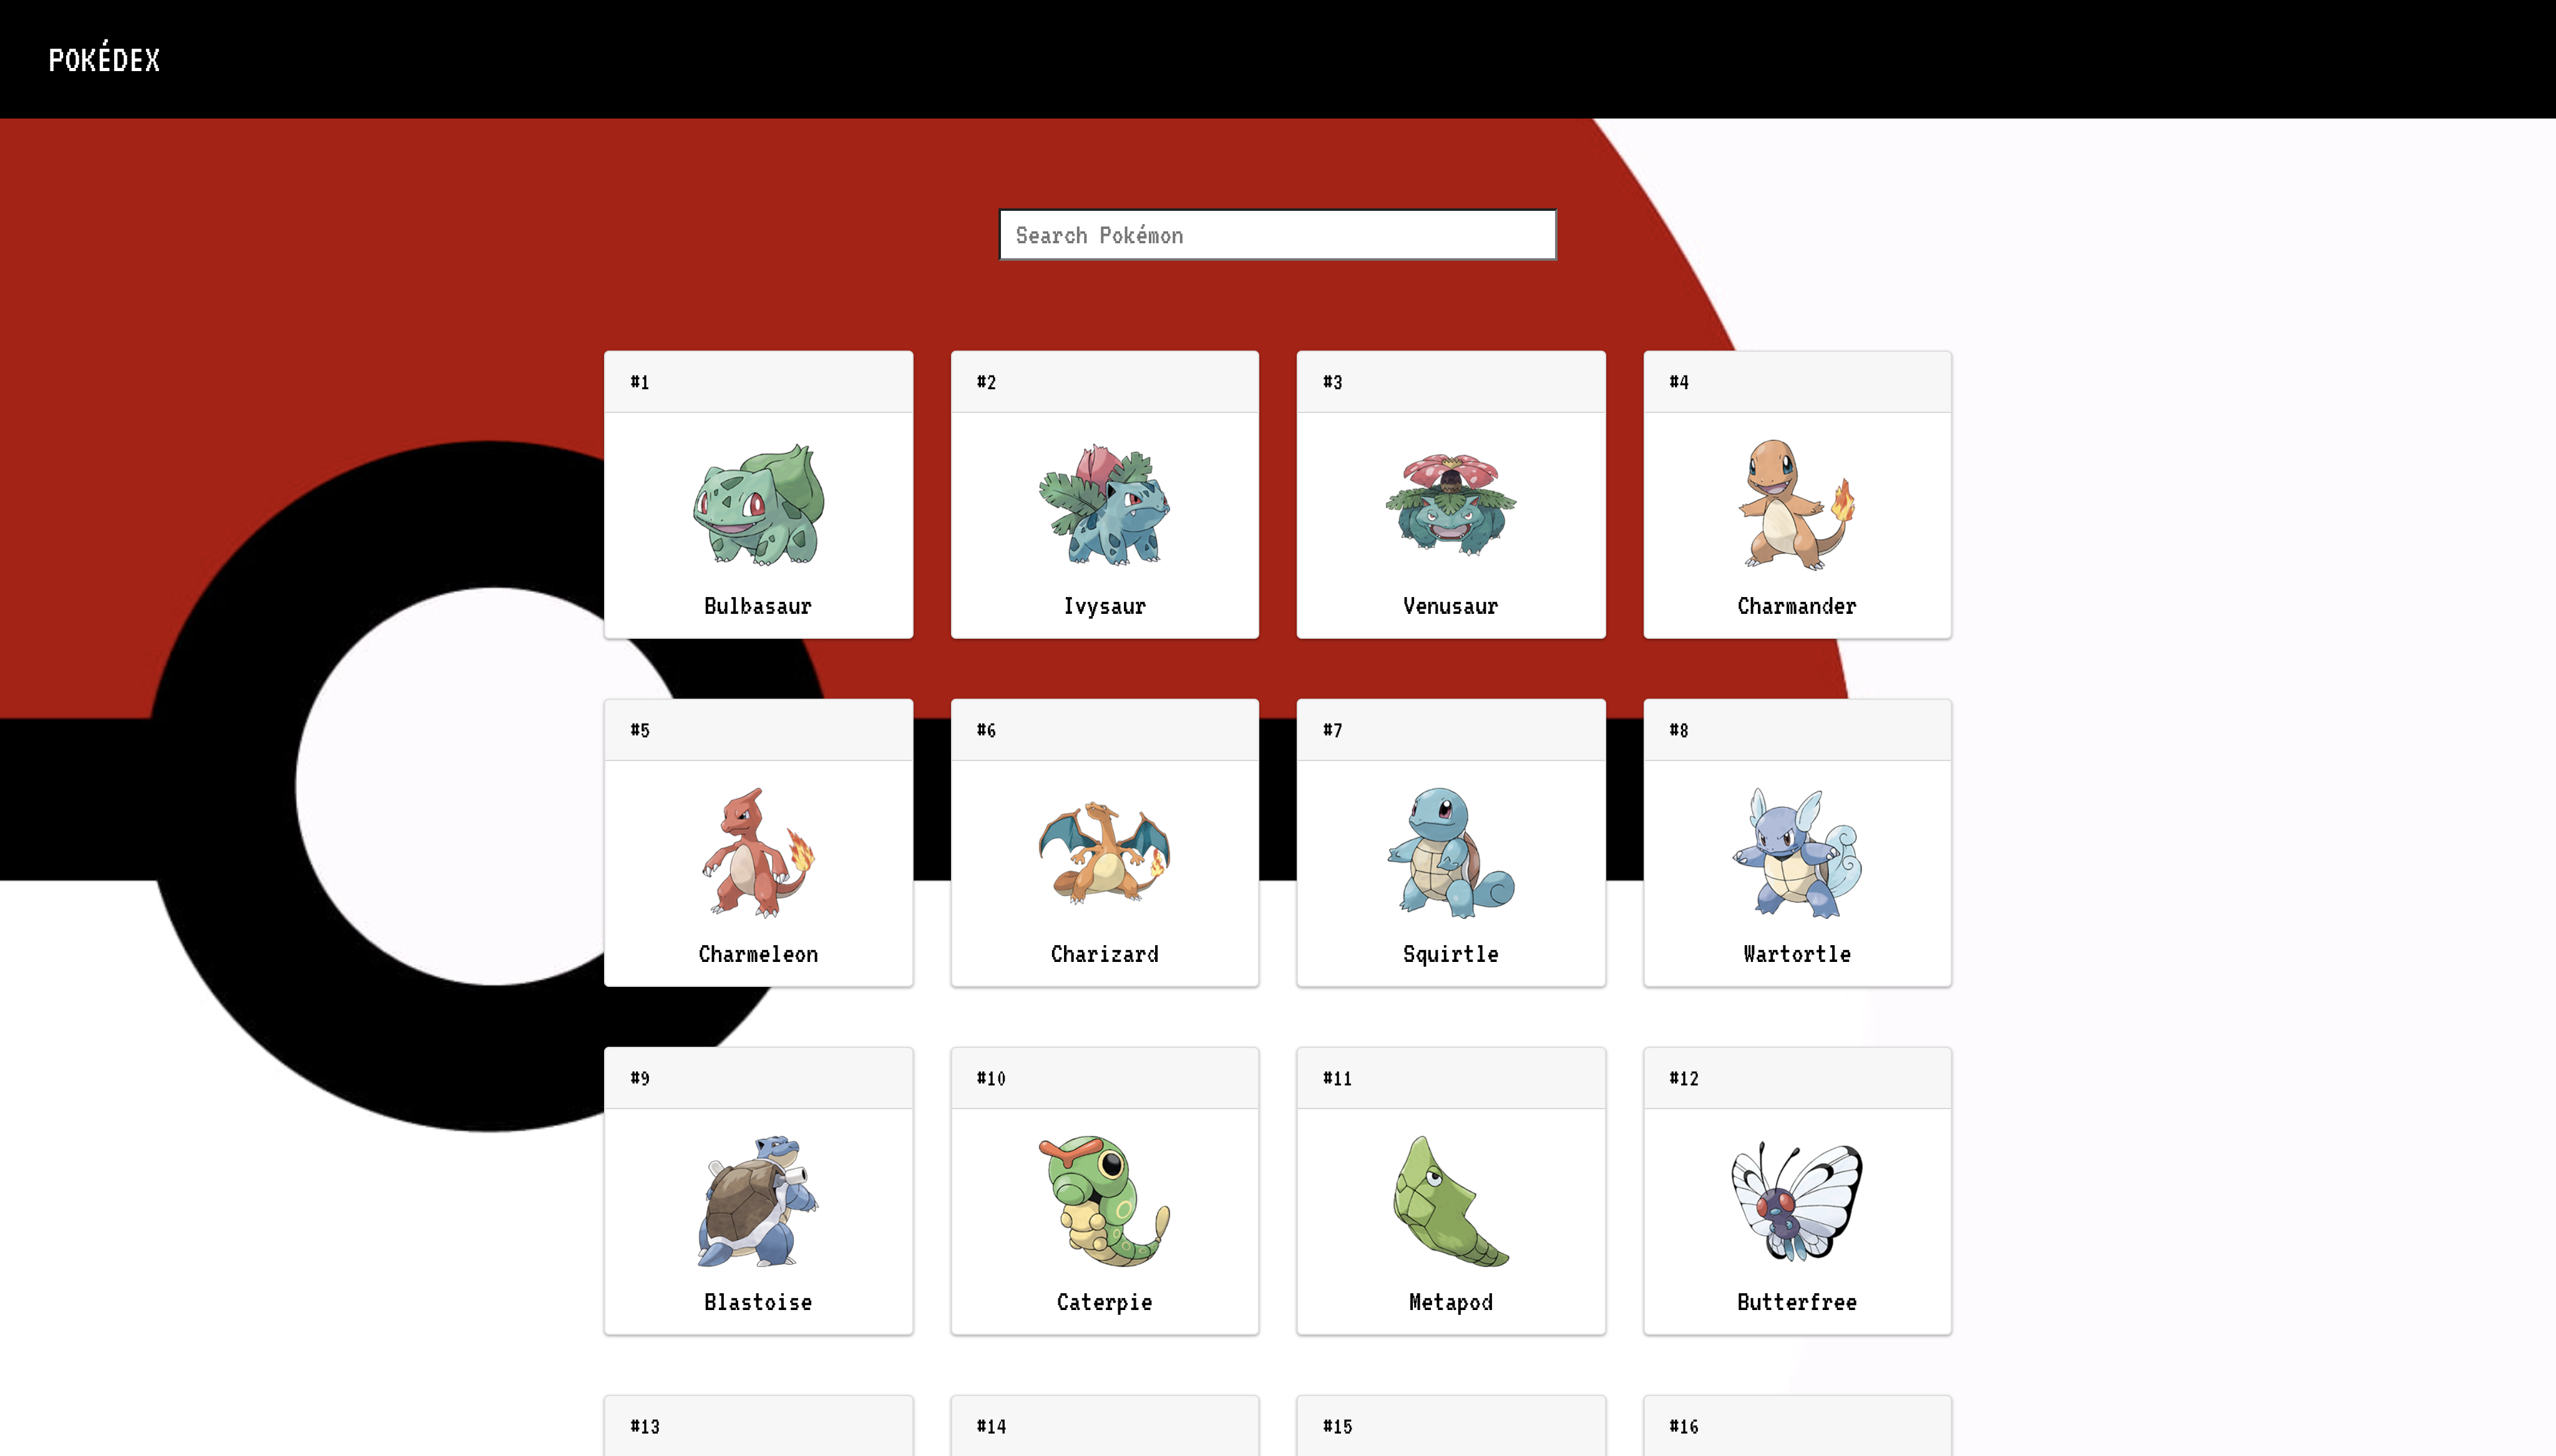 POKÉDEX
Search Pokémon
#1
#2
#3
#4
Bulbasaur
Ivysaur
Venusaur
Charmander
#5
#6
#7
#8
Charmeleon
Charizard
Squirtle
Wartortle
#9
#10
#11
#12
Blastoise
Caterpie
Metapod
Butterfree
#13
#14
#15
#16